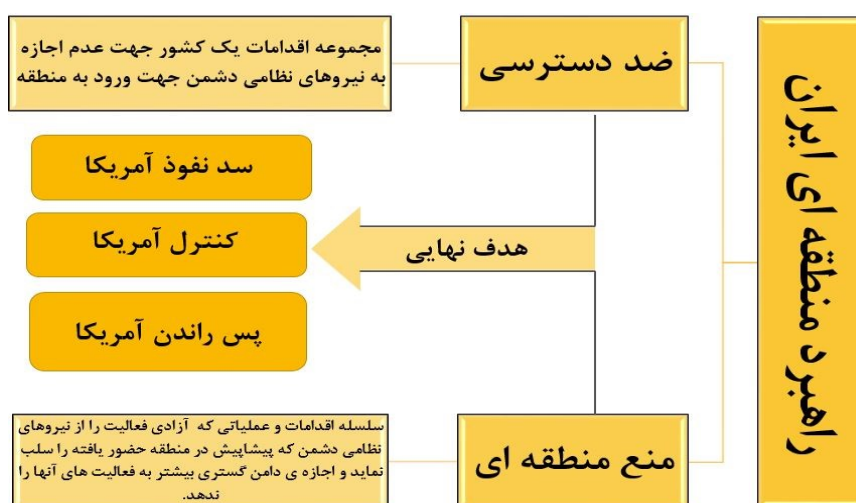 راهبرد منطقه ای ایران
ضد دسترسی
مجموعه اقدامات یک کشور جهت عدم اجازه
به نیروهای نظامی دشمن جهت ورود به منطقه
هدف نهایی
سد نفوذ آمریکا
کنترل آمریکا
پس راندن آمریکا
منع منطقه ای
سلسله اقدامات و عملیاتی که آزادی فعالیت را از نیروهای
نظامی دشمن که پیشاپیش در منطقه حضور یافته را سلب
نماید و اجازه ی دامن گستری بیشتر به فعالیت های آنها را
ندهد.